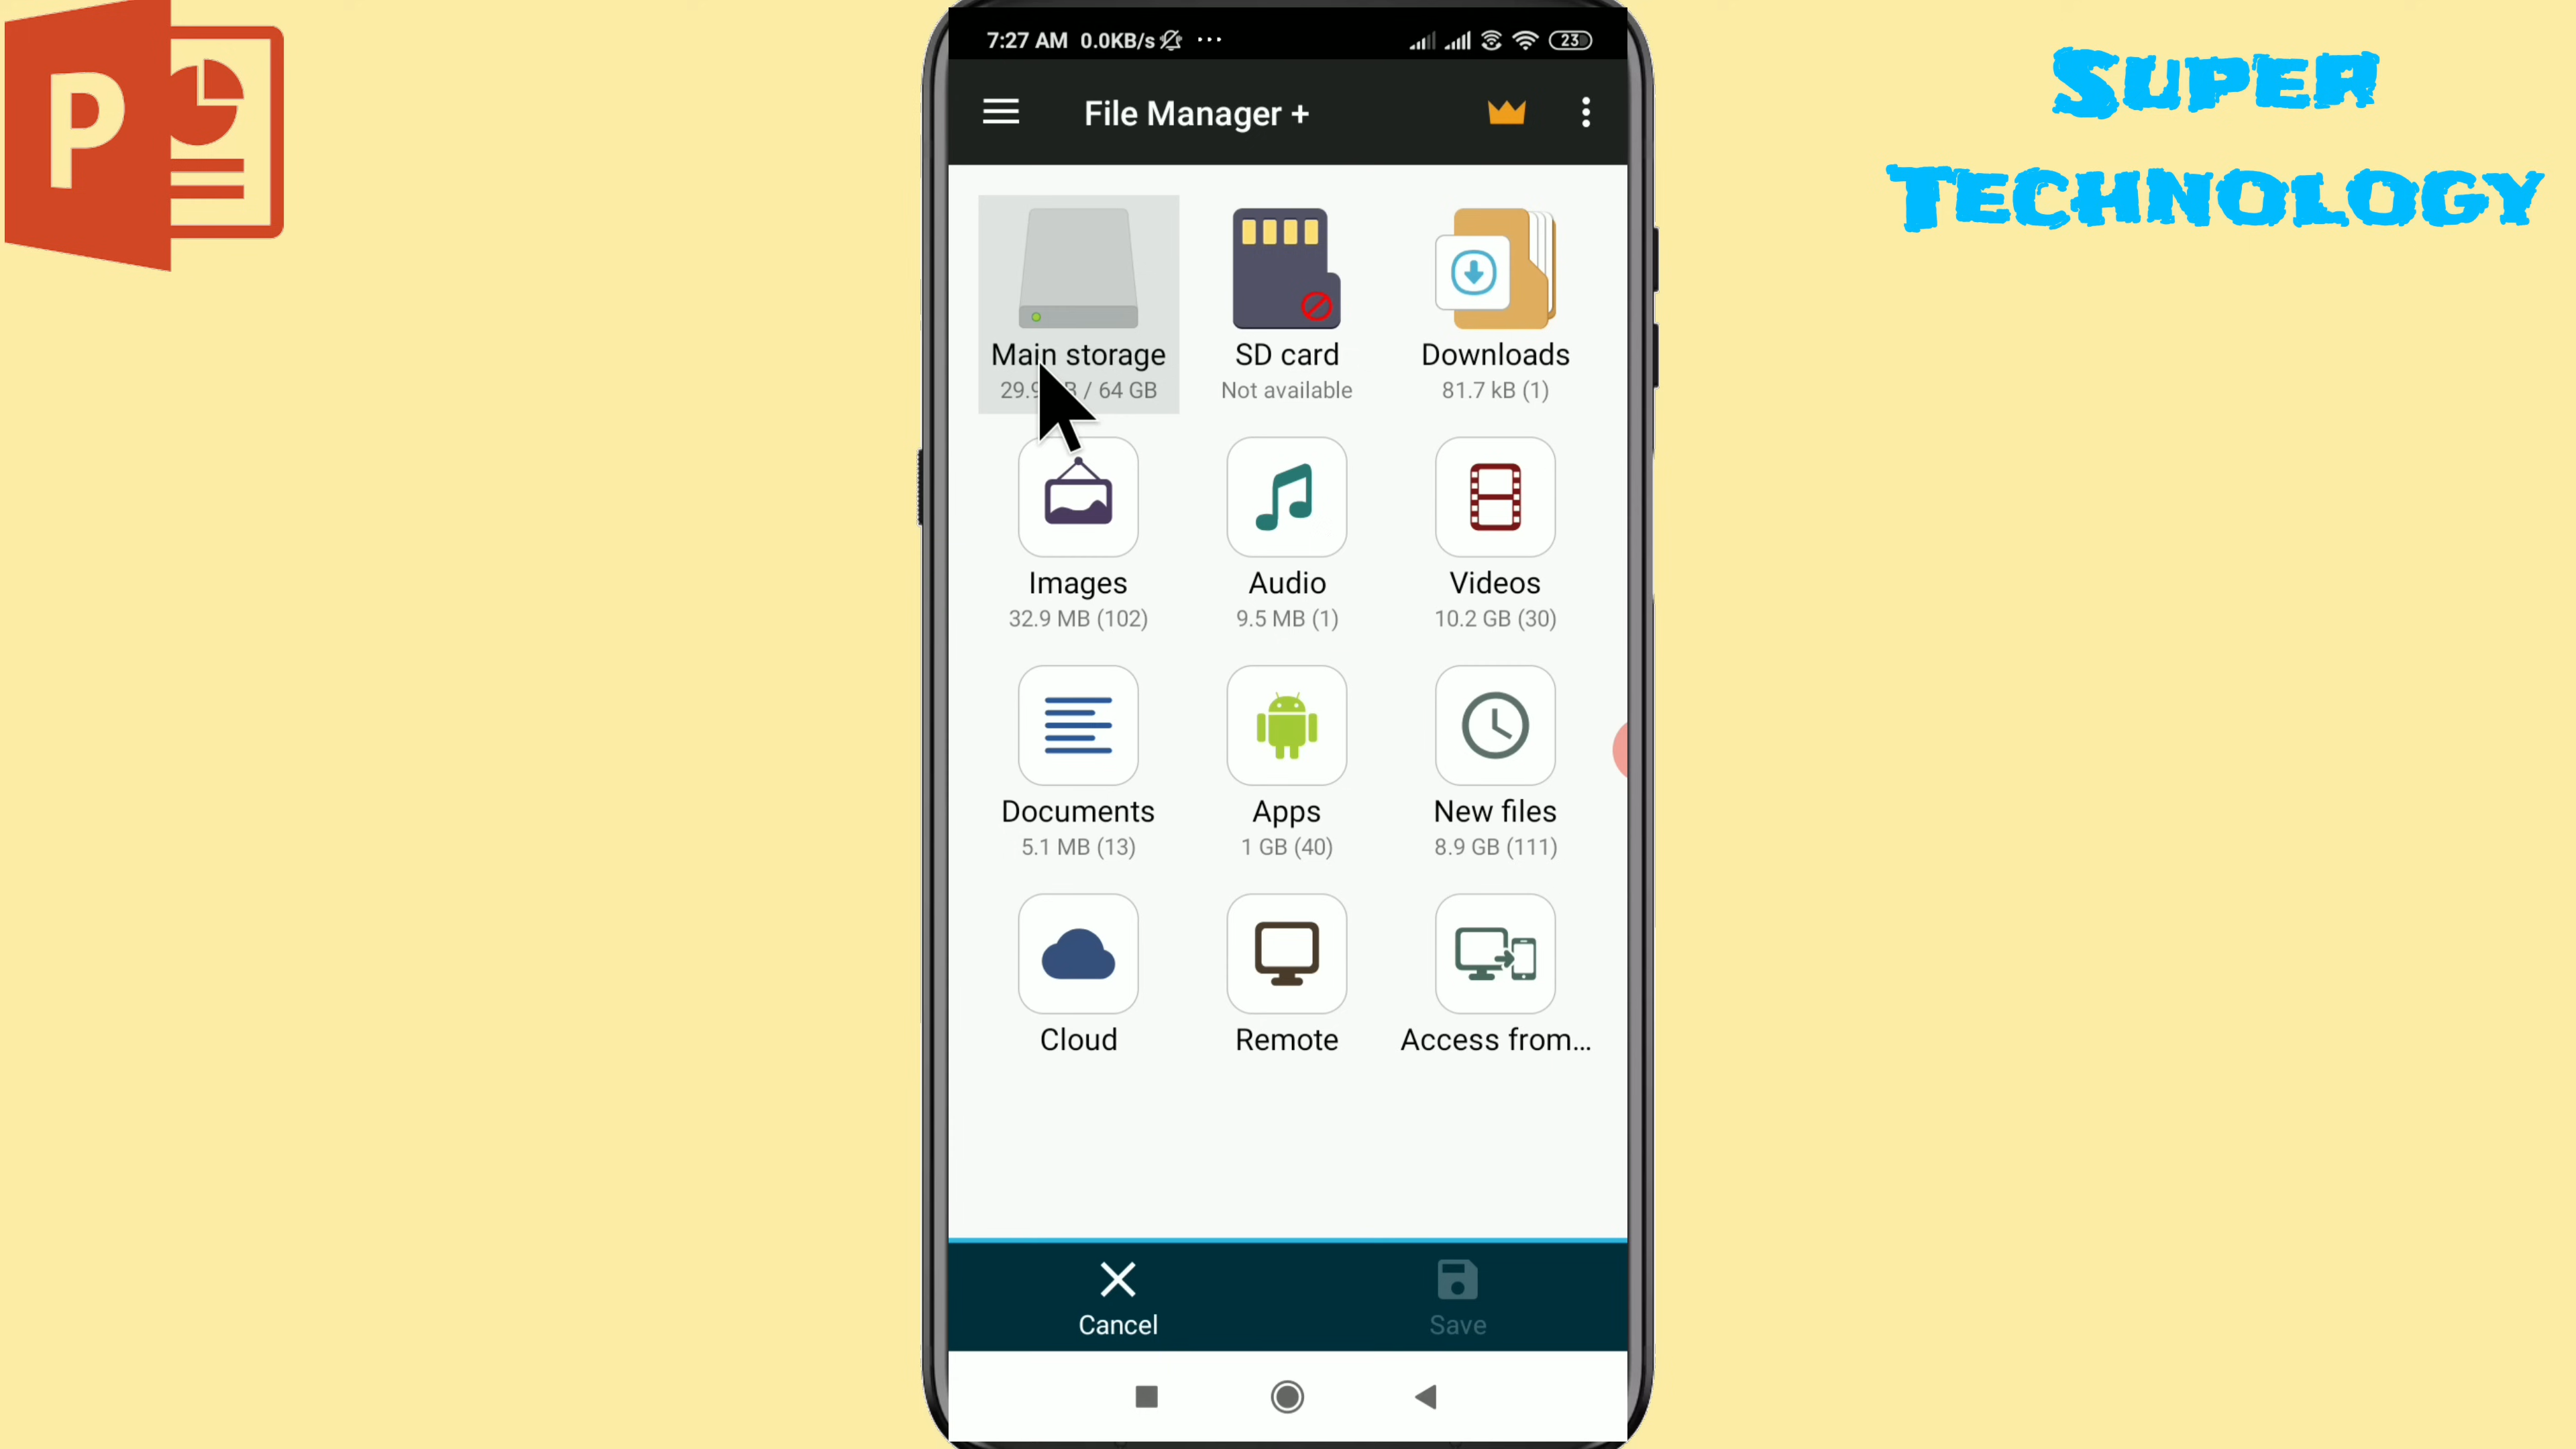 P
SUPER
TECHNOLOGY
7:27 AM 0.0KB/s ...
23
File Manager +
Main storage
/ 64 GB
SD card
Not available
Downloads
81.7 kB (1)
Images
32.9 MB (102)
Audio
9.5 MB (1)
Videos
10.2 GB (30)
Documents
5.1 MB (13)
Apps
1 GB (40)
New files
8.9 GB (111)
Cloud
Remote
Access from...
Cancel
Save